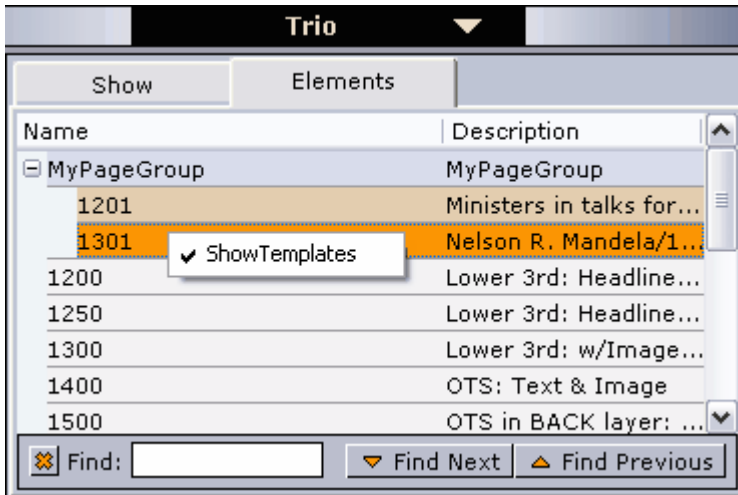 Trio
Show Elements
Name Description
MyPageGroup MyPageGroup
1201 Ministers in talks for...
1301 Nelson R. Mandela/1...
ShowTemplates
1200 Lower 3rd: Headline...
1250 Lower 3rd: Headline...
1300 Lower 3rd: w/Image...
1400 OTS: Text & Image
1500 OTS in BACK layer: ...
Find: Find Next Find Previous